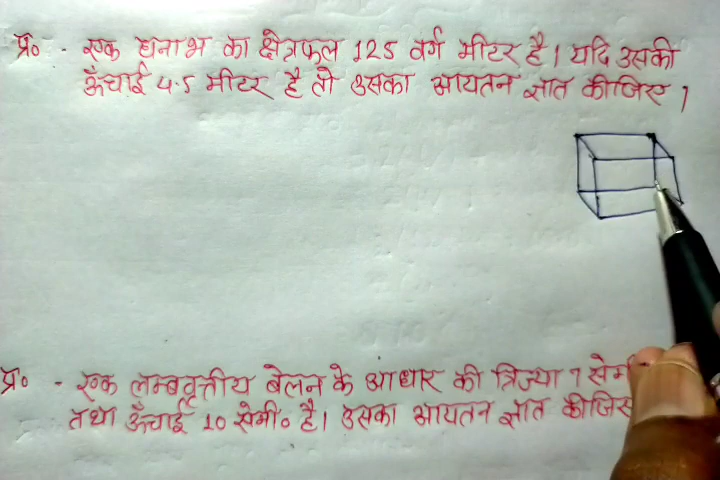 प्र० - एक घनाभ का क्षेत्रफल 125 वर्ग मीटर है। यदि उसकी
ऊँचाई 4.5 मीटर है तो उसका आयतन ज्ञात कीजिए।
प्र० - एक लम्बवृत्तीय बेलन के आधार की त्रिज्या 7 सेमी
तथा ऊँचाई 10 सेमी० है। उसका आयतन ज्ञात